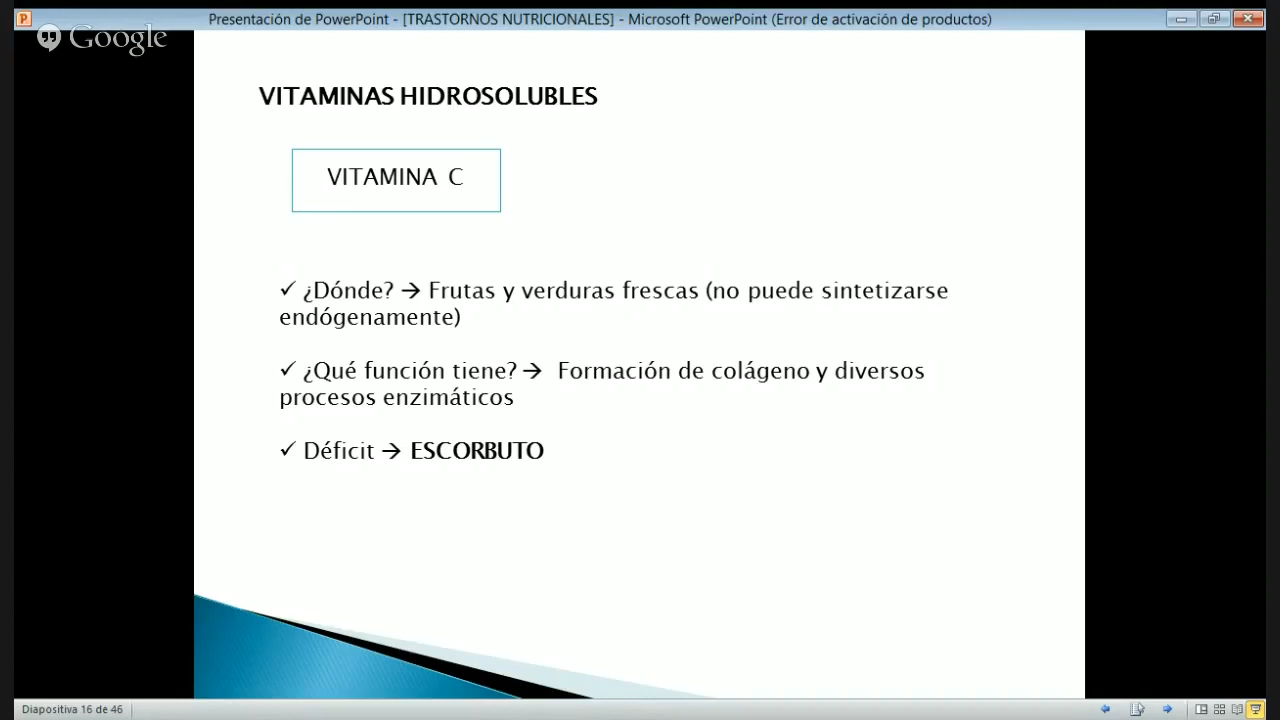 Presentación de PowerPoint - [TRASTORNOS NUTRICIONALES] - Microsoft PowerPoint (Error de activación de productos)
Google
VITAMINAS HIDROSOLUBLES
VITAMINA C
✓ ¿Dónde? → Frutas y verduras frescas (no puede sintetizarse
endógenamente)
✓ ¿Qué función tiene? → Formación de colágeno y diversos
procesos enzimáticos
✓ Déficit → ESCORBUTO
Diapositiva 16 de 46